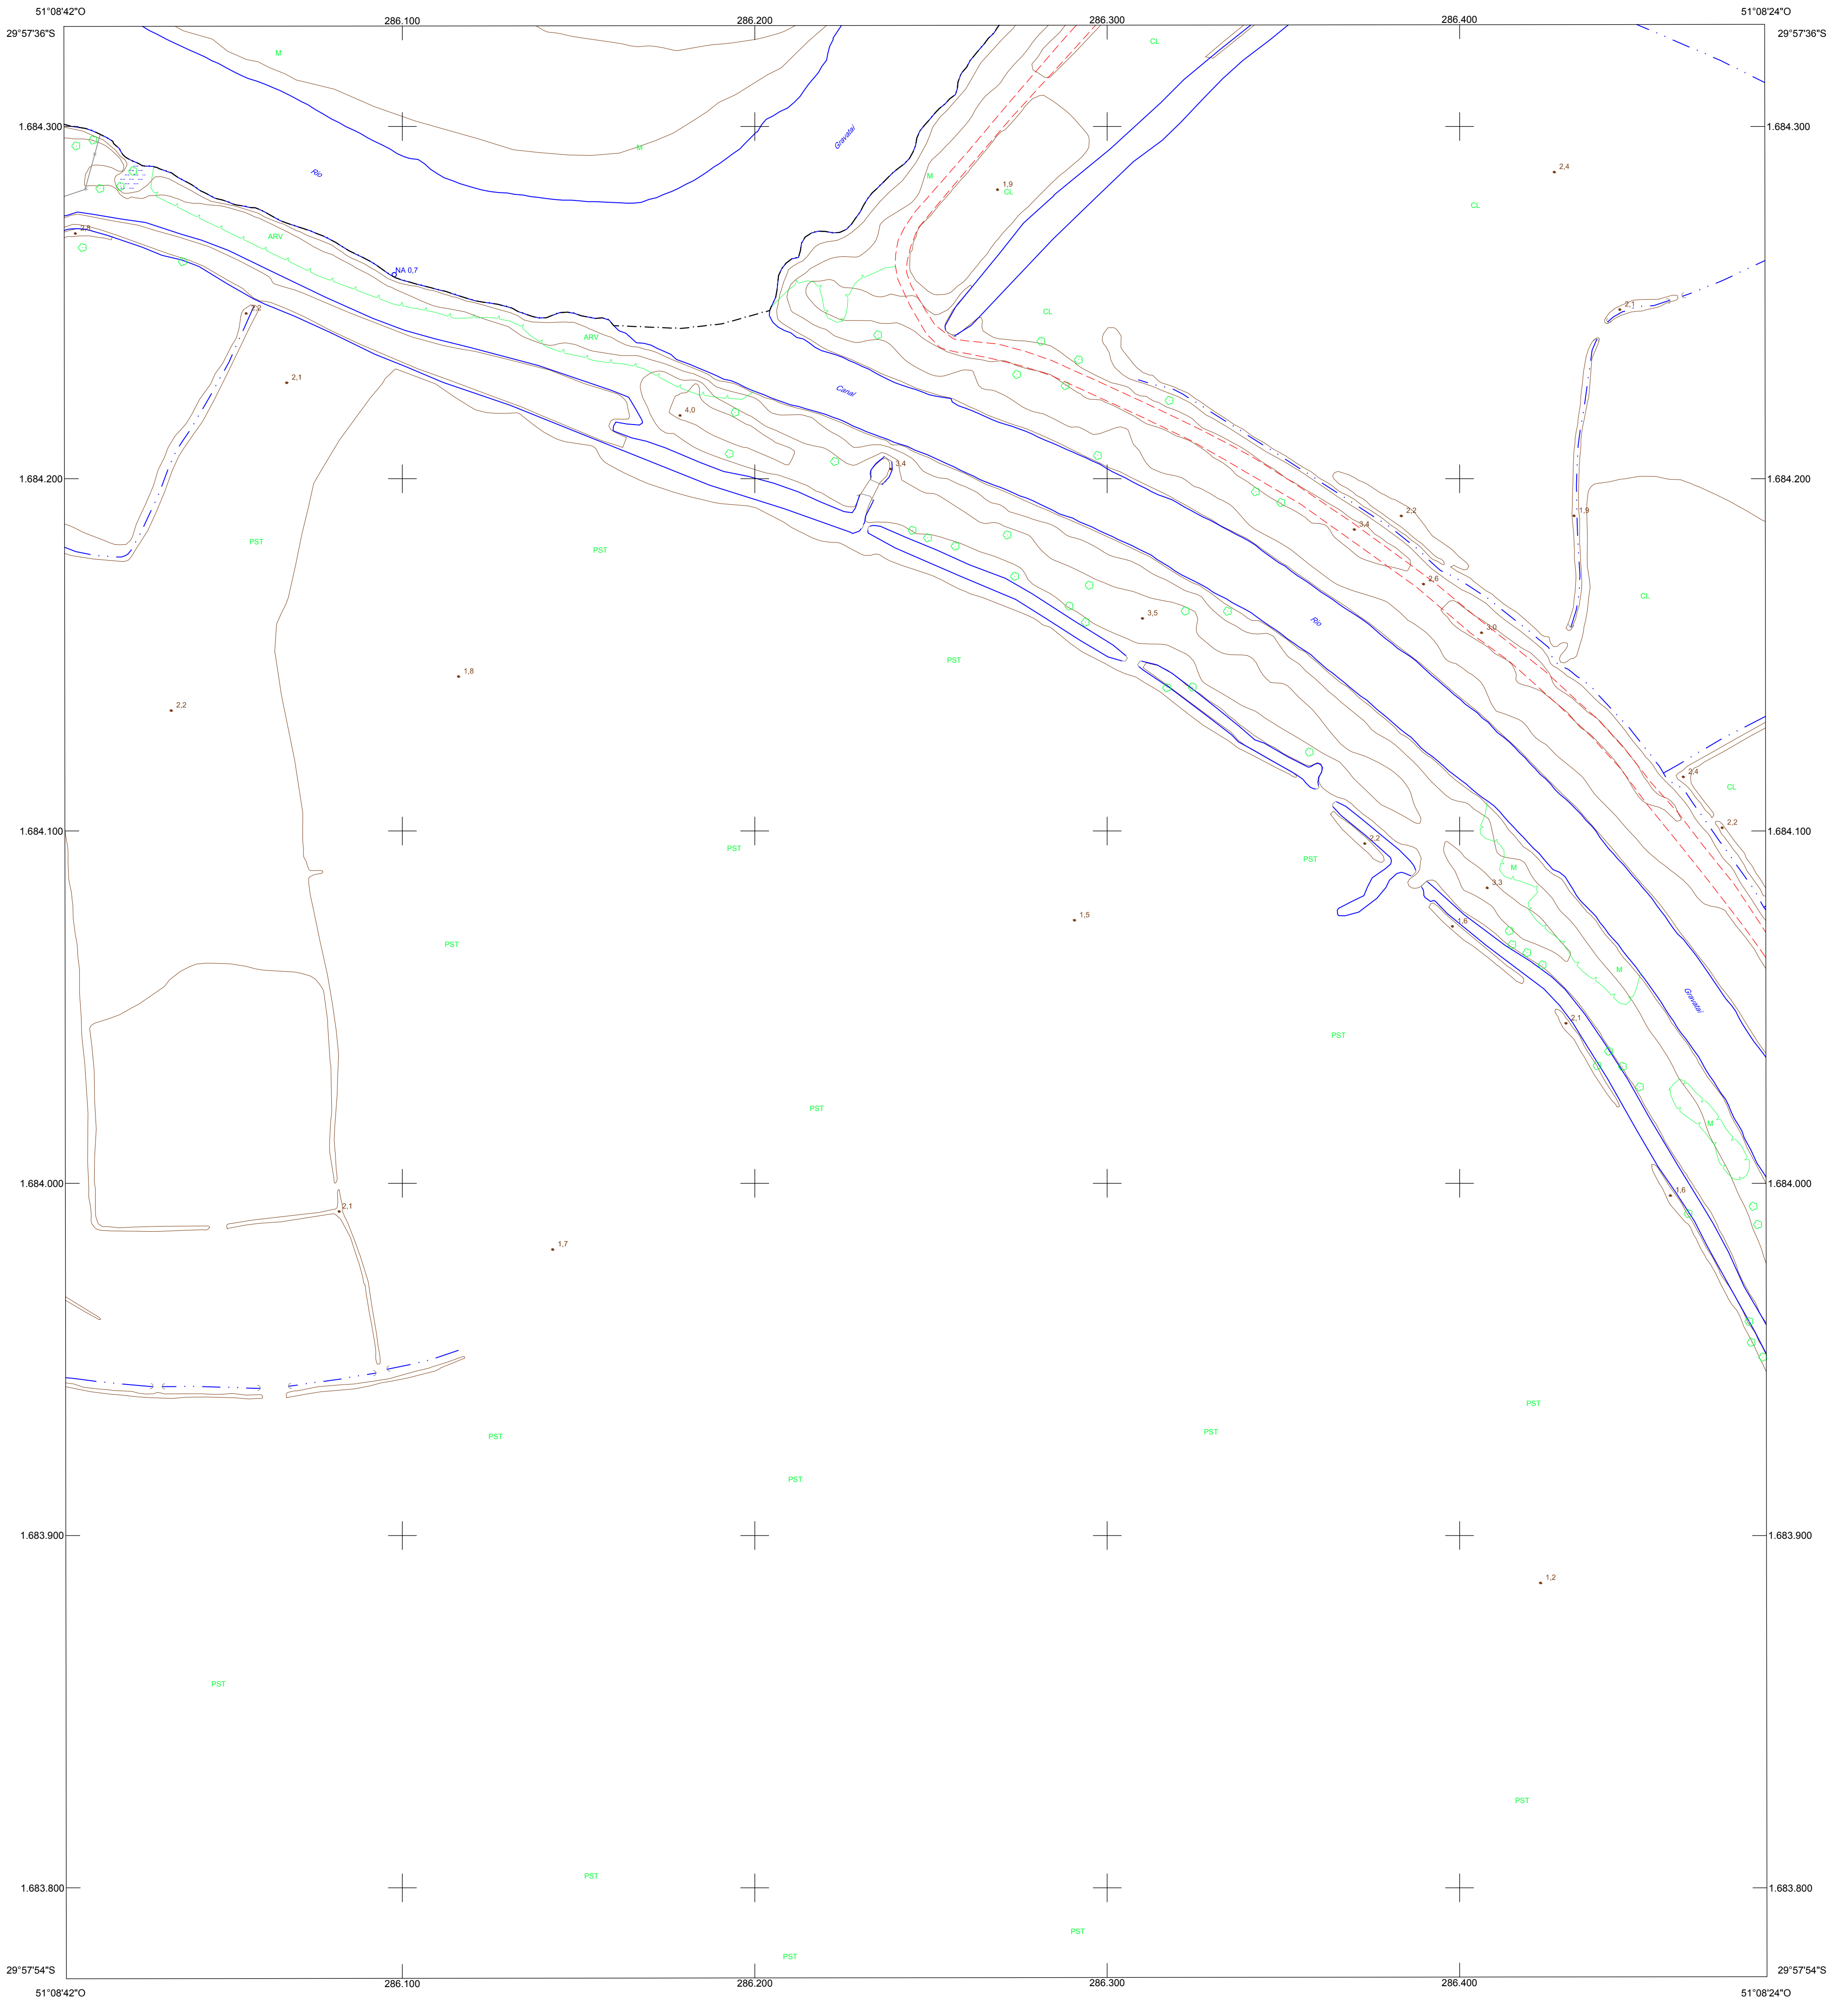 51°08'42"O
51°08'24"O
286.100
286.200
286.300
286.400
29°57'36"S
29°57'36"S
CL
M
1.684.300
1.684.300
Gravataí
M
Rio
2,4
M
1,9
CL
CL
2,8
ARV
NA 0,7
2,1
2,2
CL
ARV
2,1
Canal
4,0
3,4
1.684.200
1.684.200
2,2
1,9
3,4
PST
PST
2,6
CL
3,5
Rio
3,0
PST
1,8
2,2
2,4
CL
2,2
1.684.100
1.684.100
2,2
PST
PST
M
3,3
1,5
1,6
PST
M
Gravataí
2,1
PST
PST
M
1.684.000
1.684.000
1,6
2,1
1,7
PST
PST
PST
PST
1.683.900
1.683.900
1,2
PST
PST
PST
1.683.800
1.683.800
PST
PST
29°57'54"S
29°57'54"S
286.100
286.200
286.300
286.400
51°08'42"O
51°08'24"O